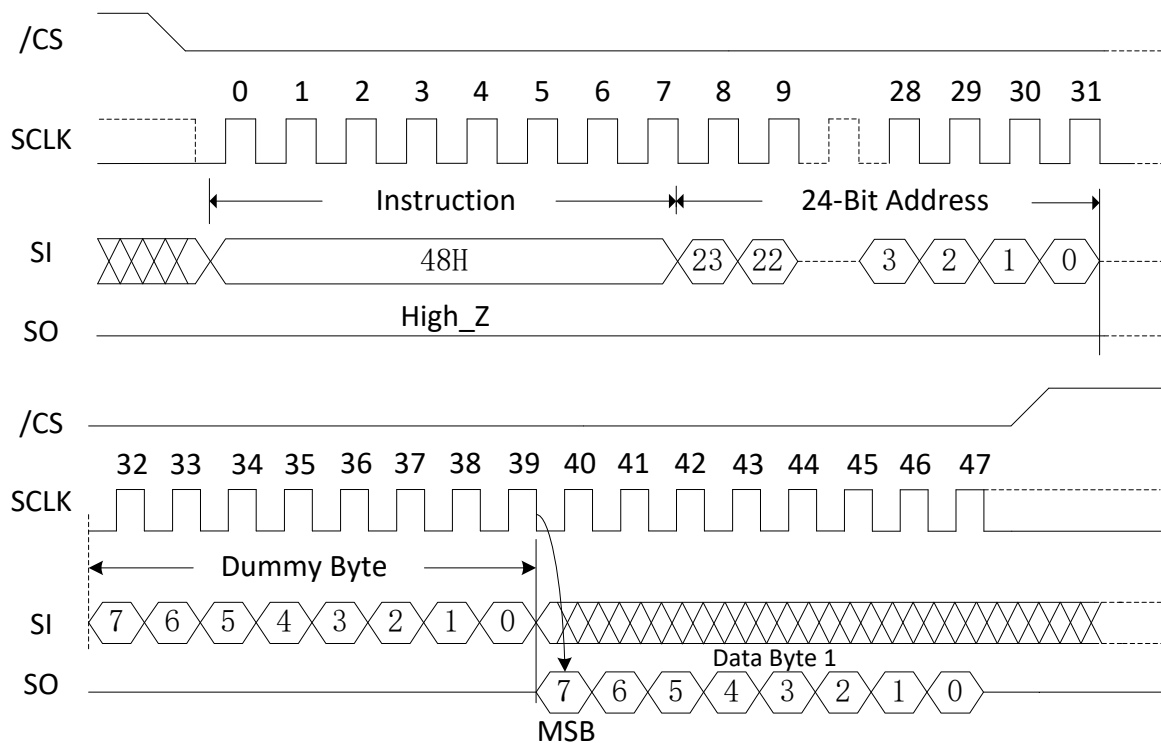 /CS
0 1 2 3 4 5 6 7 8 9 28 29 30 31
SCLK
Instruction 24-Bit Address
SI 48H 23 22 3 2 1 0
High_Z
SO
/CS
32 33 34 35 36 37 38 39 40 41 42 43 44 45 46 47
SCLK
Dummy Byte
SI 7 6 5 4 3 2 1 0
Data Byte 1
SO 7 6 5 4 3 2 1 0
MSB